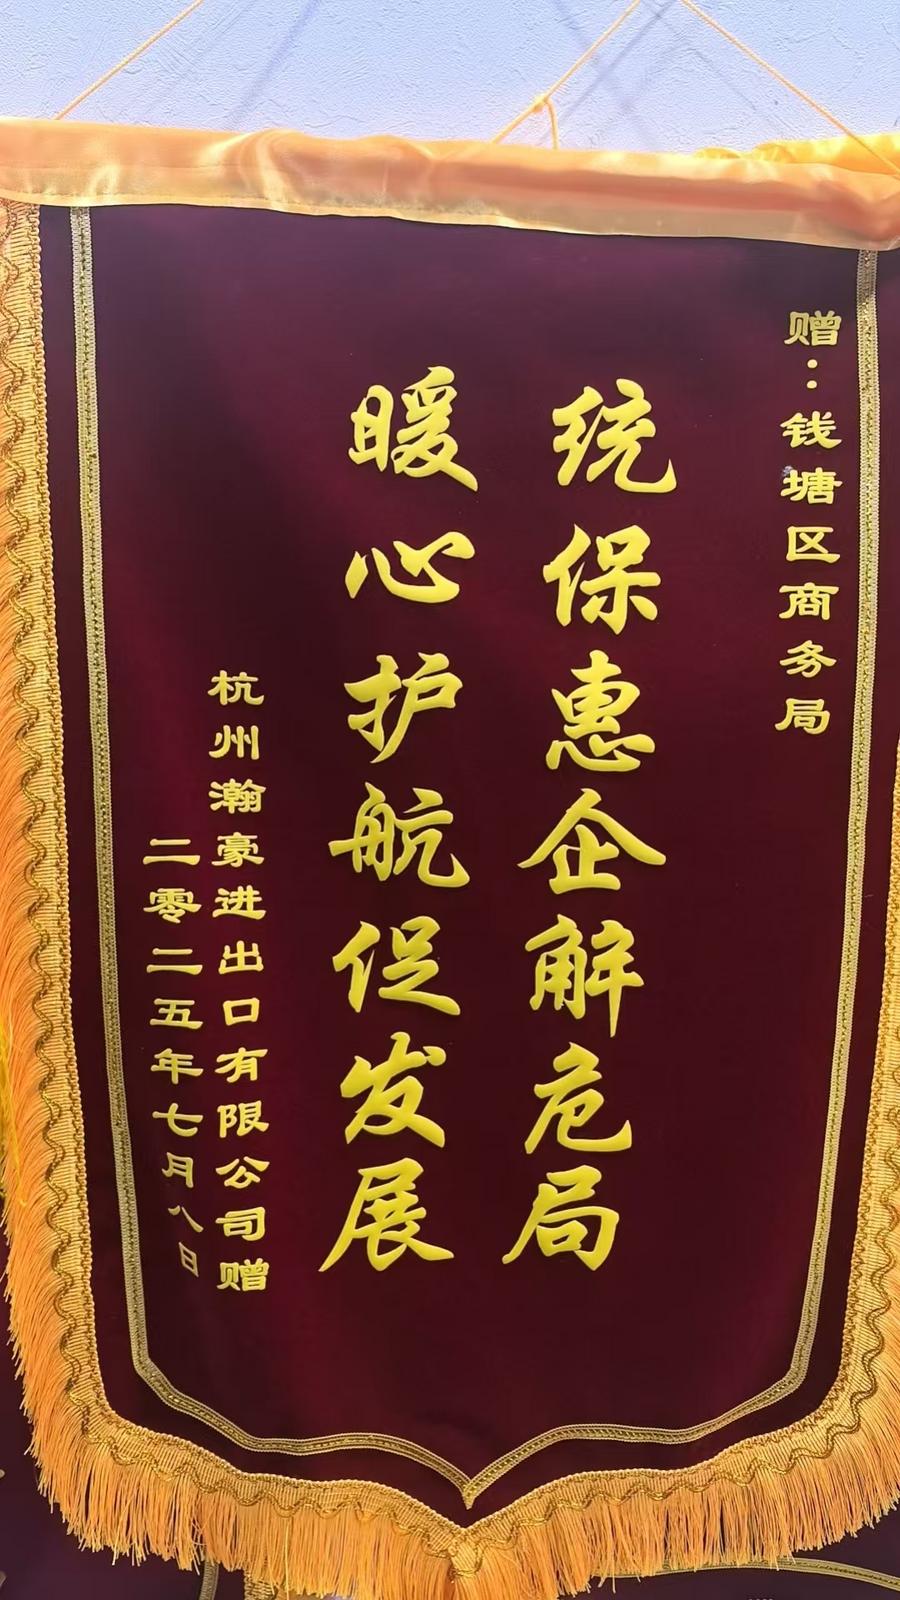 赠：钱塘区商务局
统保惠企解危局
暖心护航促发展
杭州瀚豪进出口有限公司赠
二零二五年七月八日